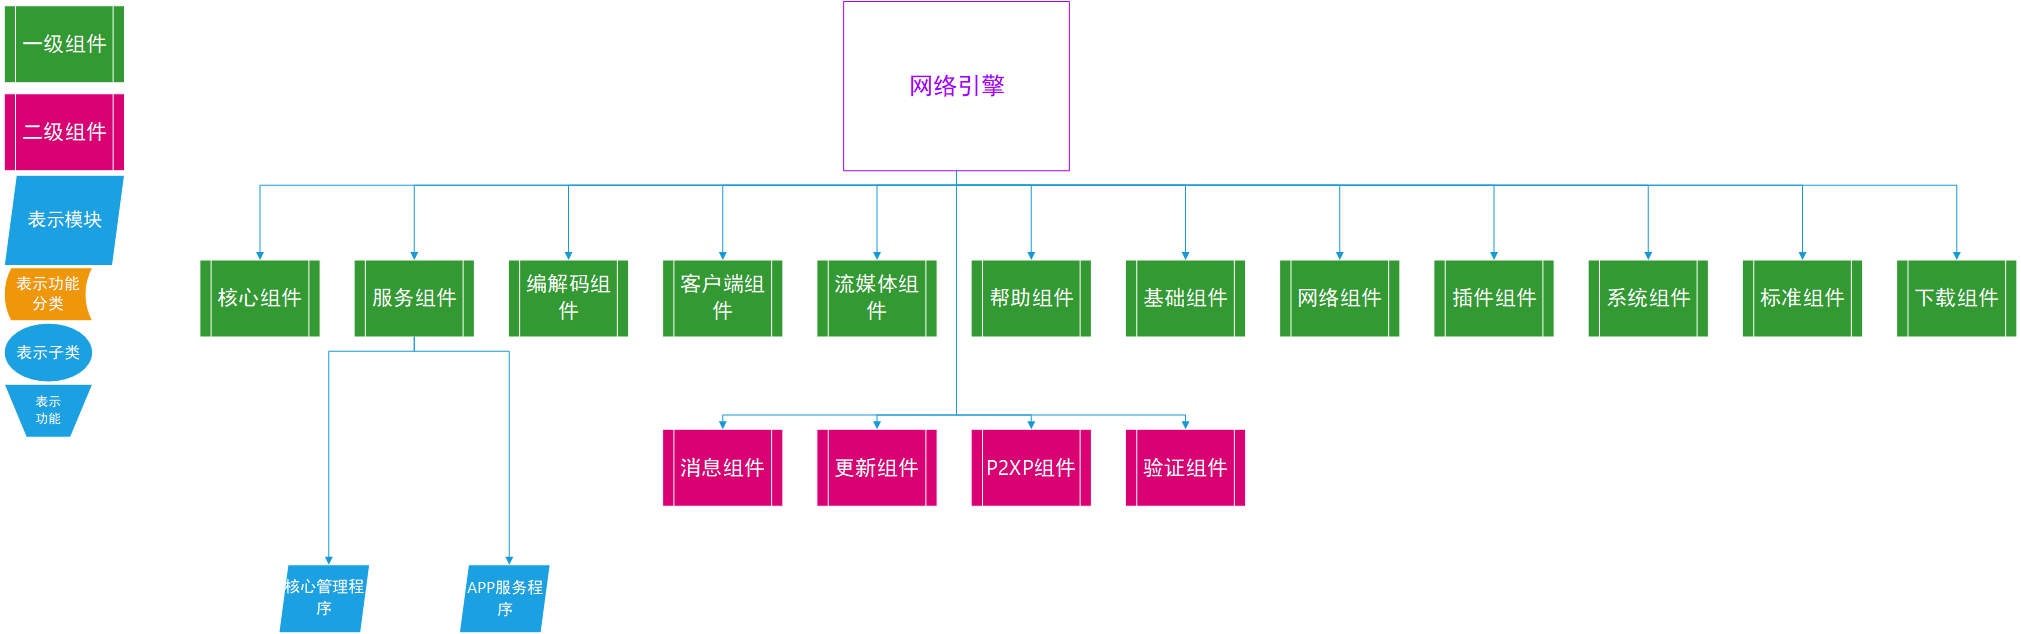 一级组件
二级组件
表示模块
表示功能
分类
表示子类
表示
功能
网络引擎
核心组件
服务组件
编解码组
件
客户端组
件
流媒体组
件
帮助组件
基础组件
网络组件
插件组件
系统组件
标准组件
下载组件
消息组件
更新组件
P2XP组件
验证组件
核心管理程
序
APP服务程
序